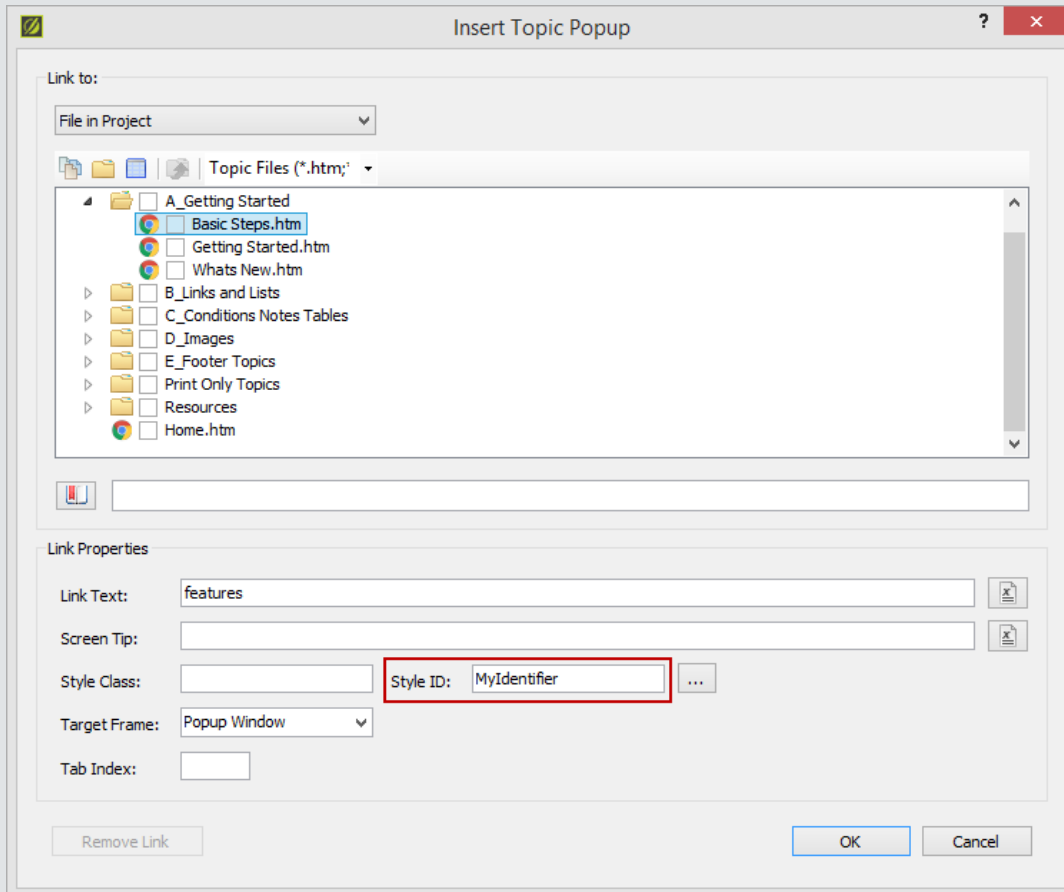 Insert Topic Popup
?
Link to:
File in Project
Topic Files (*.htm;*
A_Getting Started
Basic Steps.htm
Getting Started.htm
Whats New.htm
B_Links and Lists
C_Conditions Notes Tables
D_Images
E_Footer Topics
Print Only Topics
Resources
Home.htm
Link Properties
Link Text: features
Screen Tip:
Style Class: Style ID: MyIdentifier ...
Target Frame: Popup Window
Tab Index:
Remove Link OK Cancel